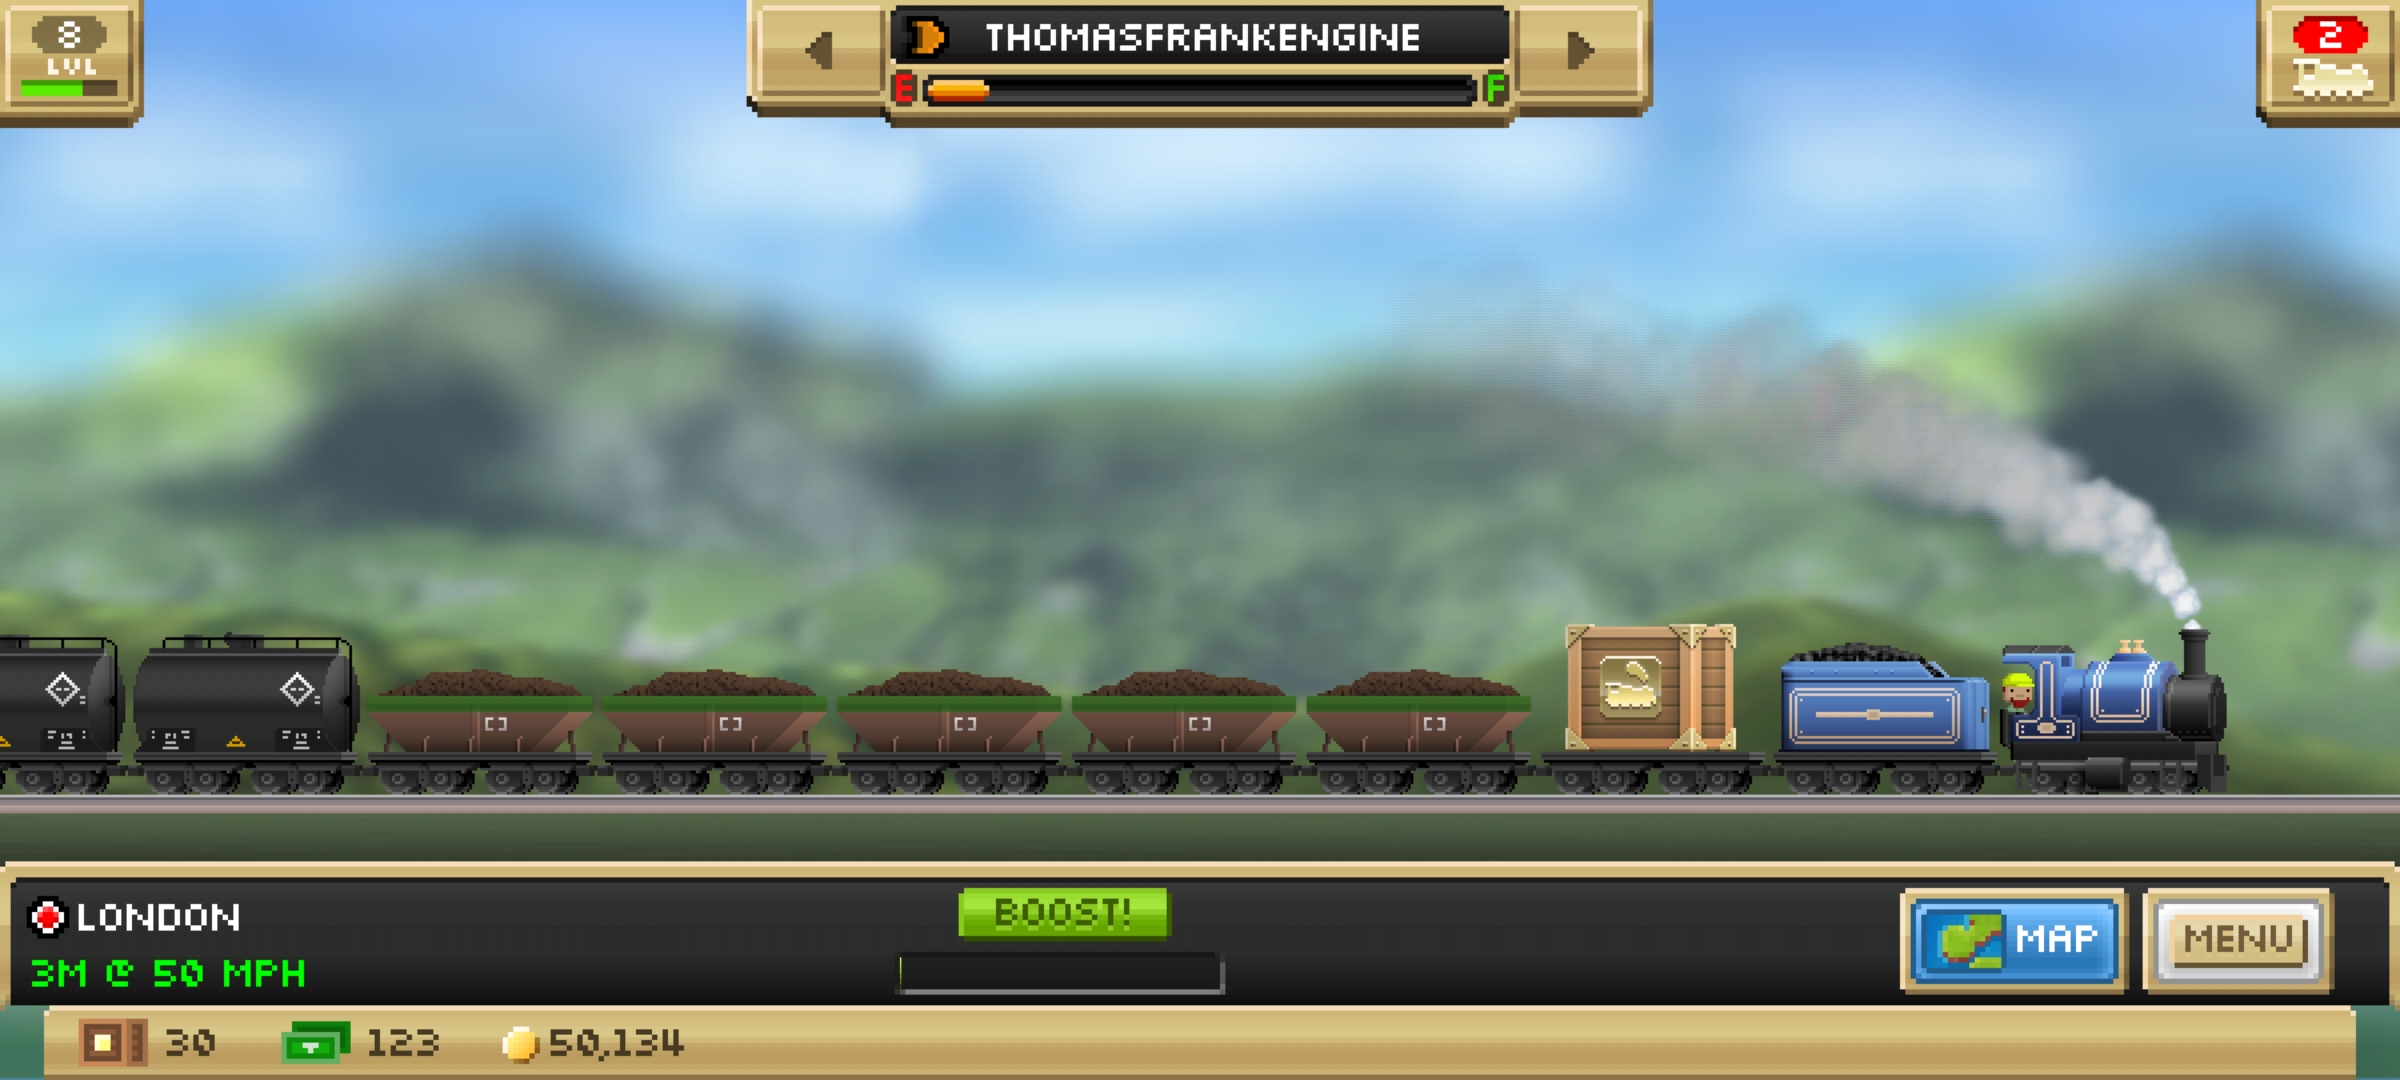 8
LVL
THOMASFRANKENGINE
E F
2
LONDON
BOOST!
3M @ 50 MPH
MAP
MENU
30
123
50,134